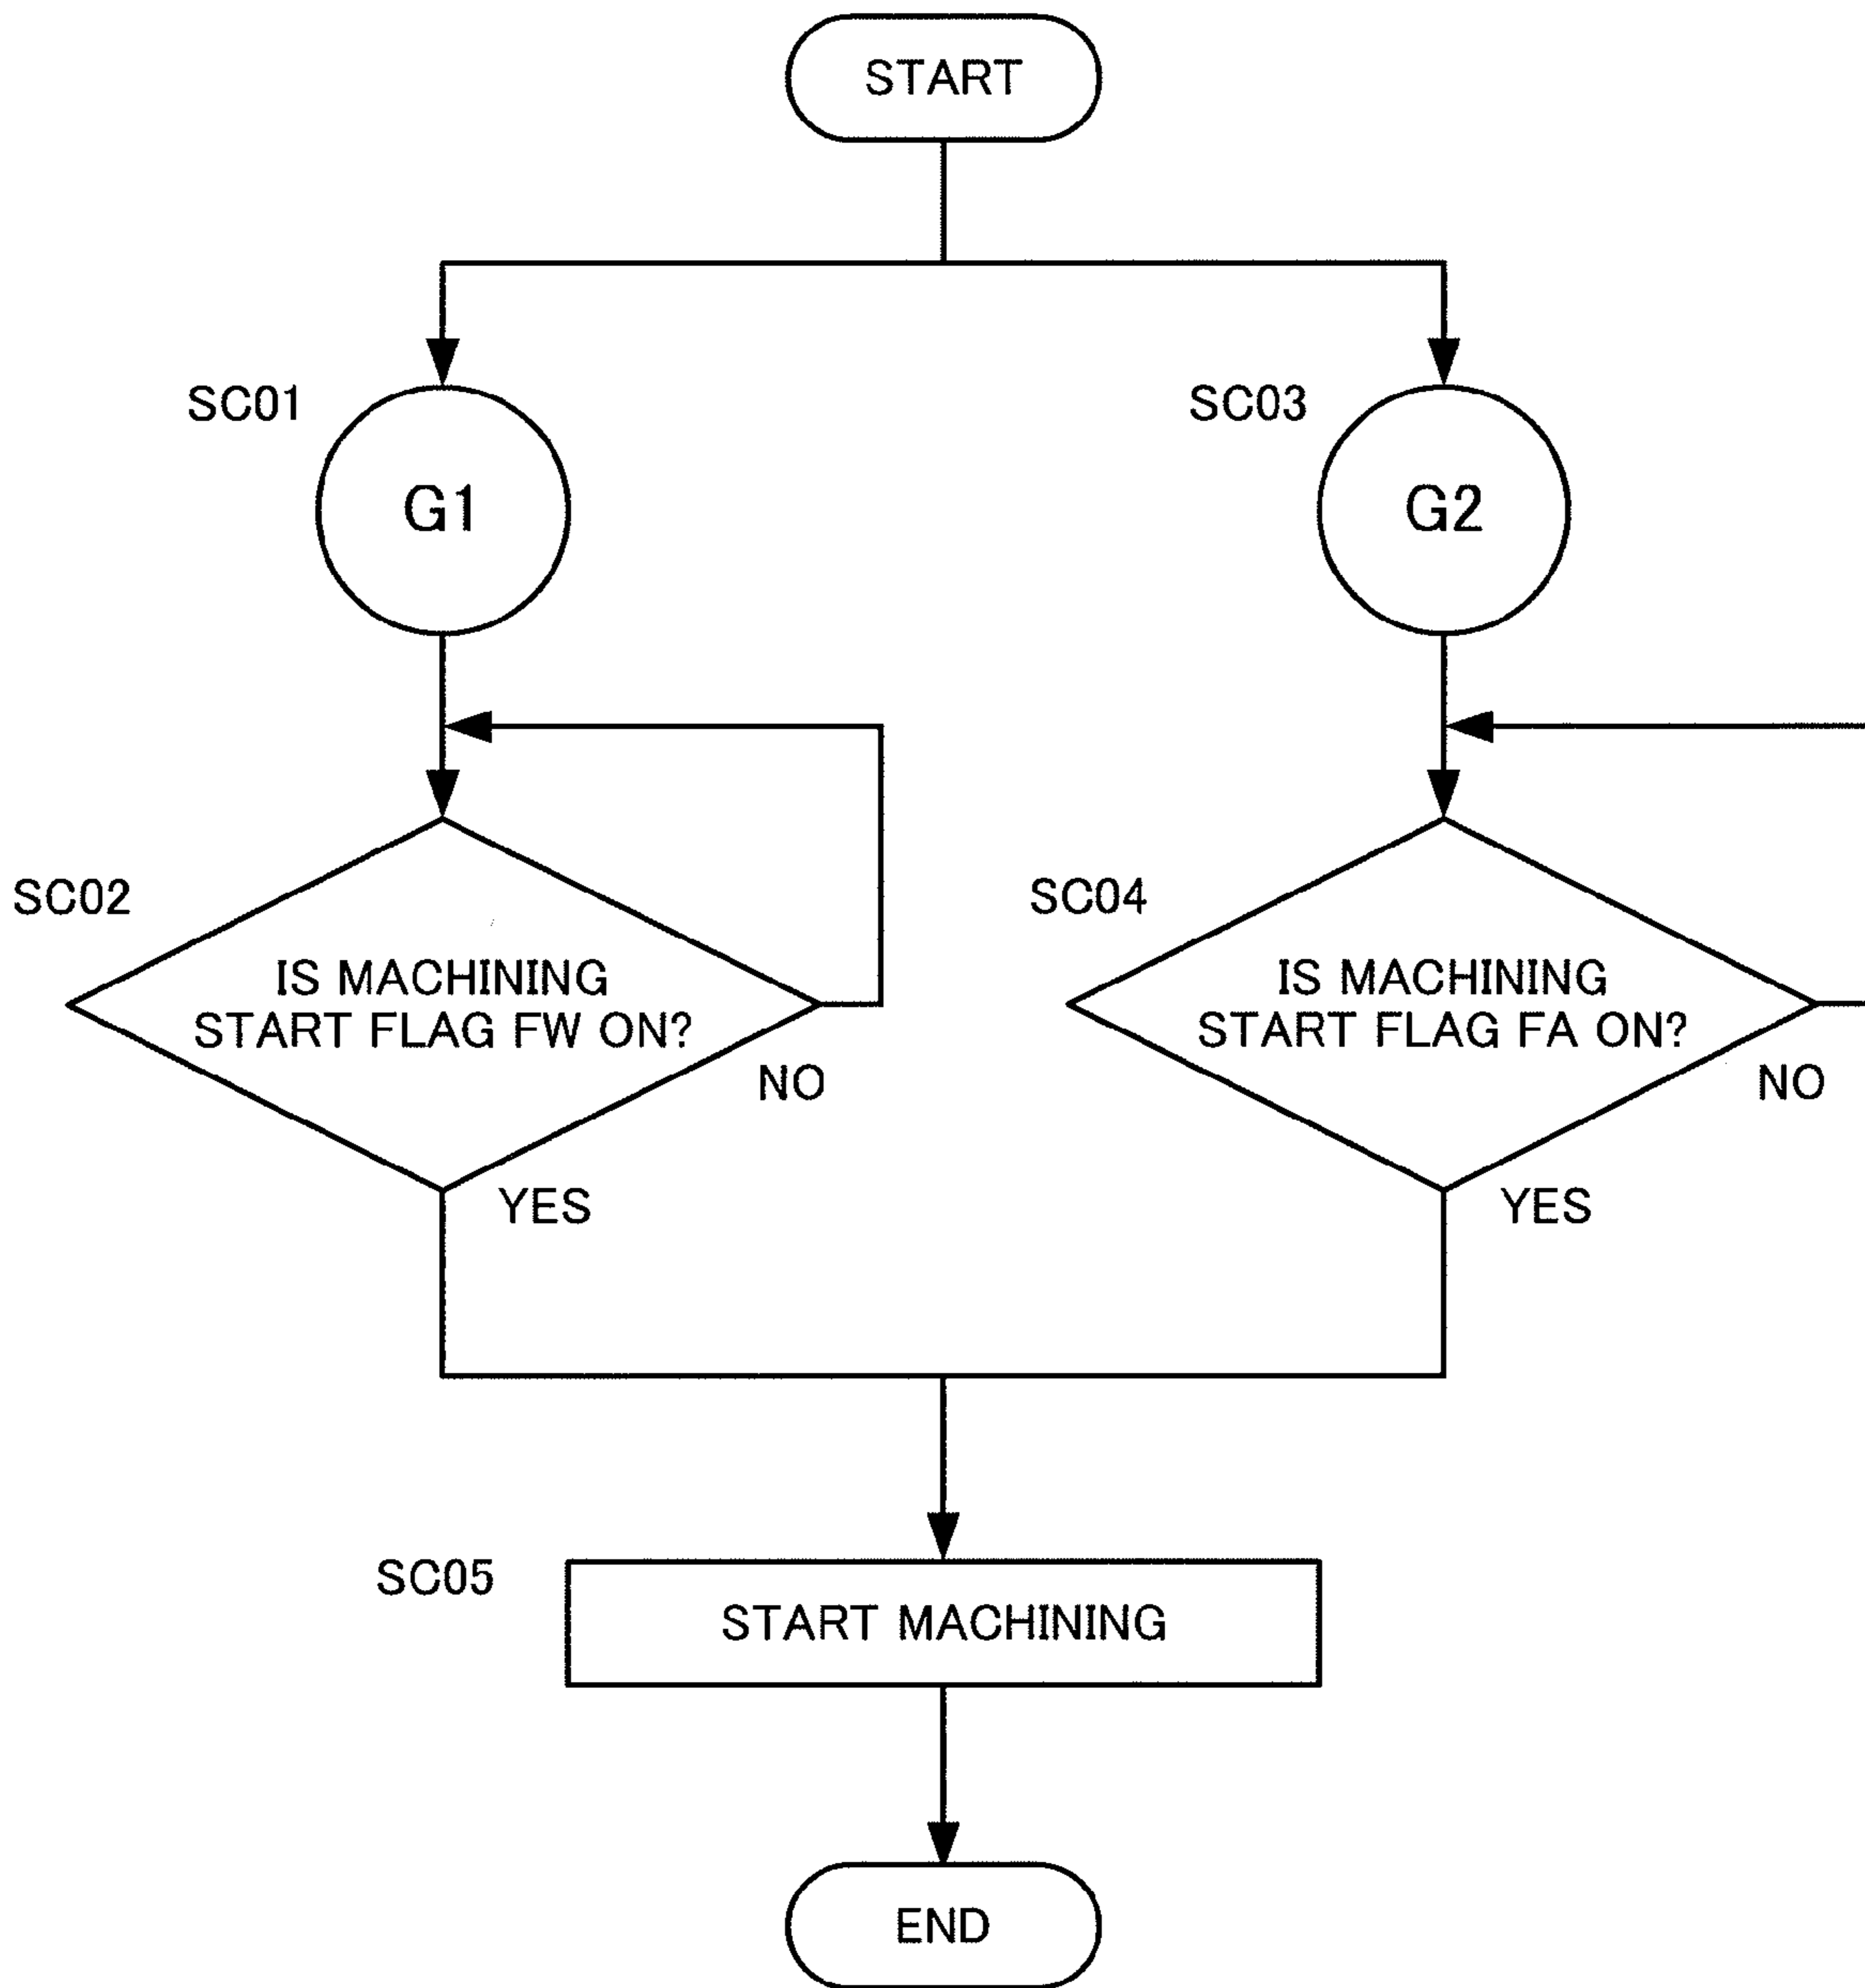 START
SC01
G1
SC03
G2
SC02
IS MACHINING
START FLAG FW ON?
NO
YES
SC04
IS MACHINING
START FLAG FA ON?
NO
YES
SC05
START MACHINING
END